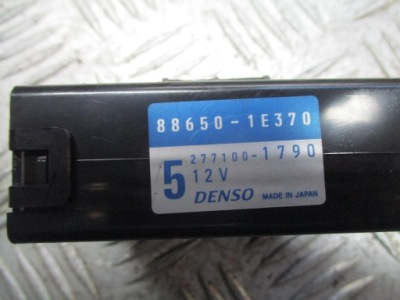 88650-1E370
5 277100-1790
12V
DENSO MADE IN JAPAN